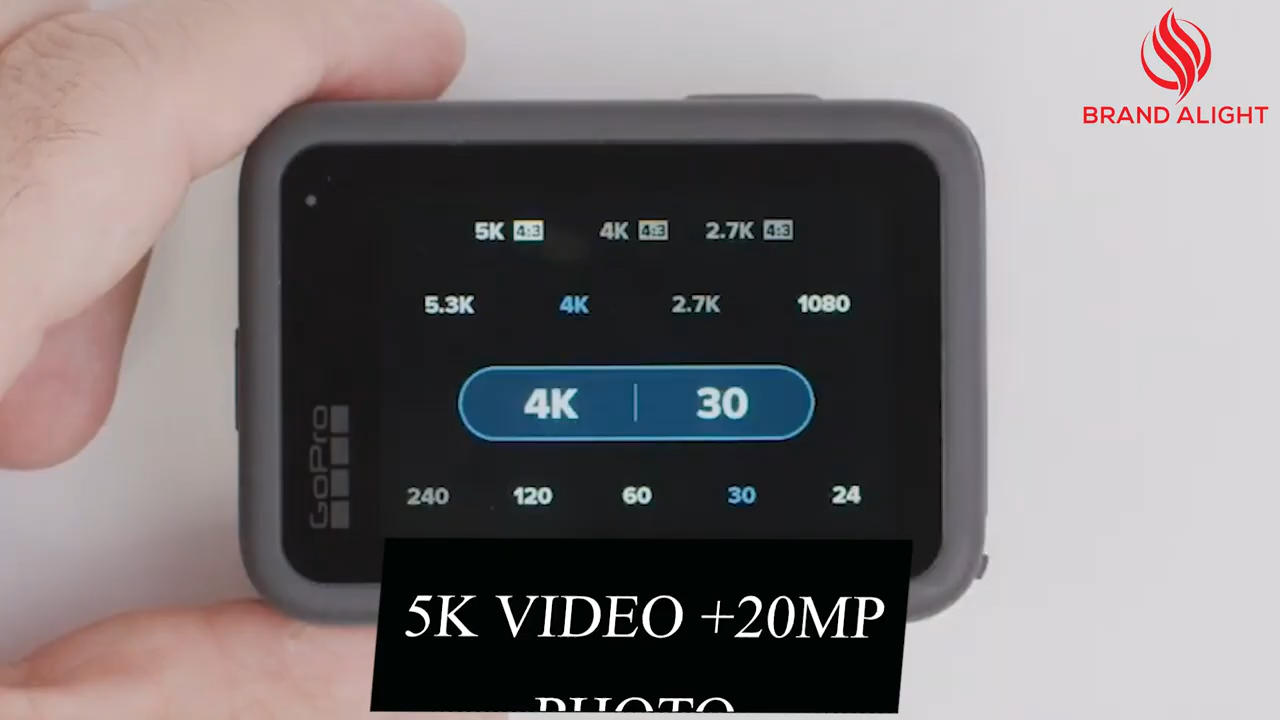 BRAND ALIGHT
5K 4:3 4K 4:3 2.7K 4:3
5.3K 4K 2.7K 1080
4K 30
240 120 60 30 24
GoPro
5K VIDEO +20MP
PHOTO